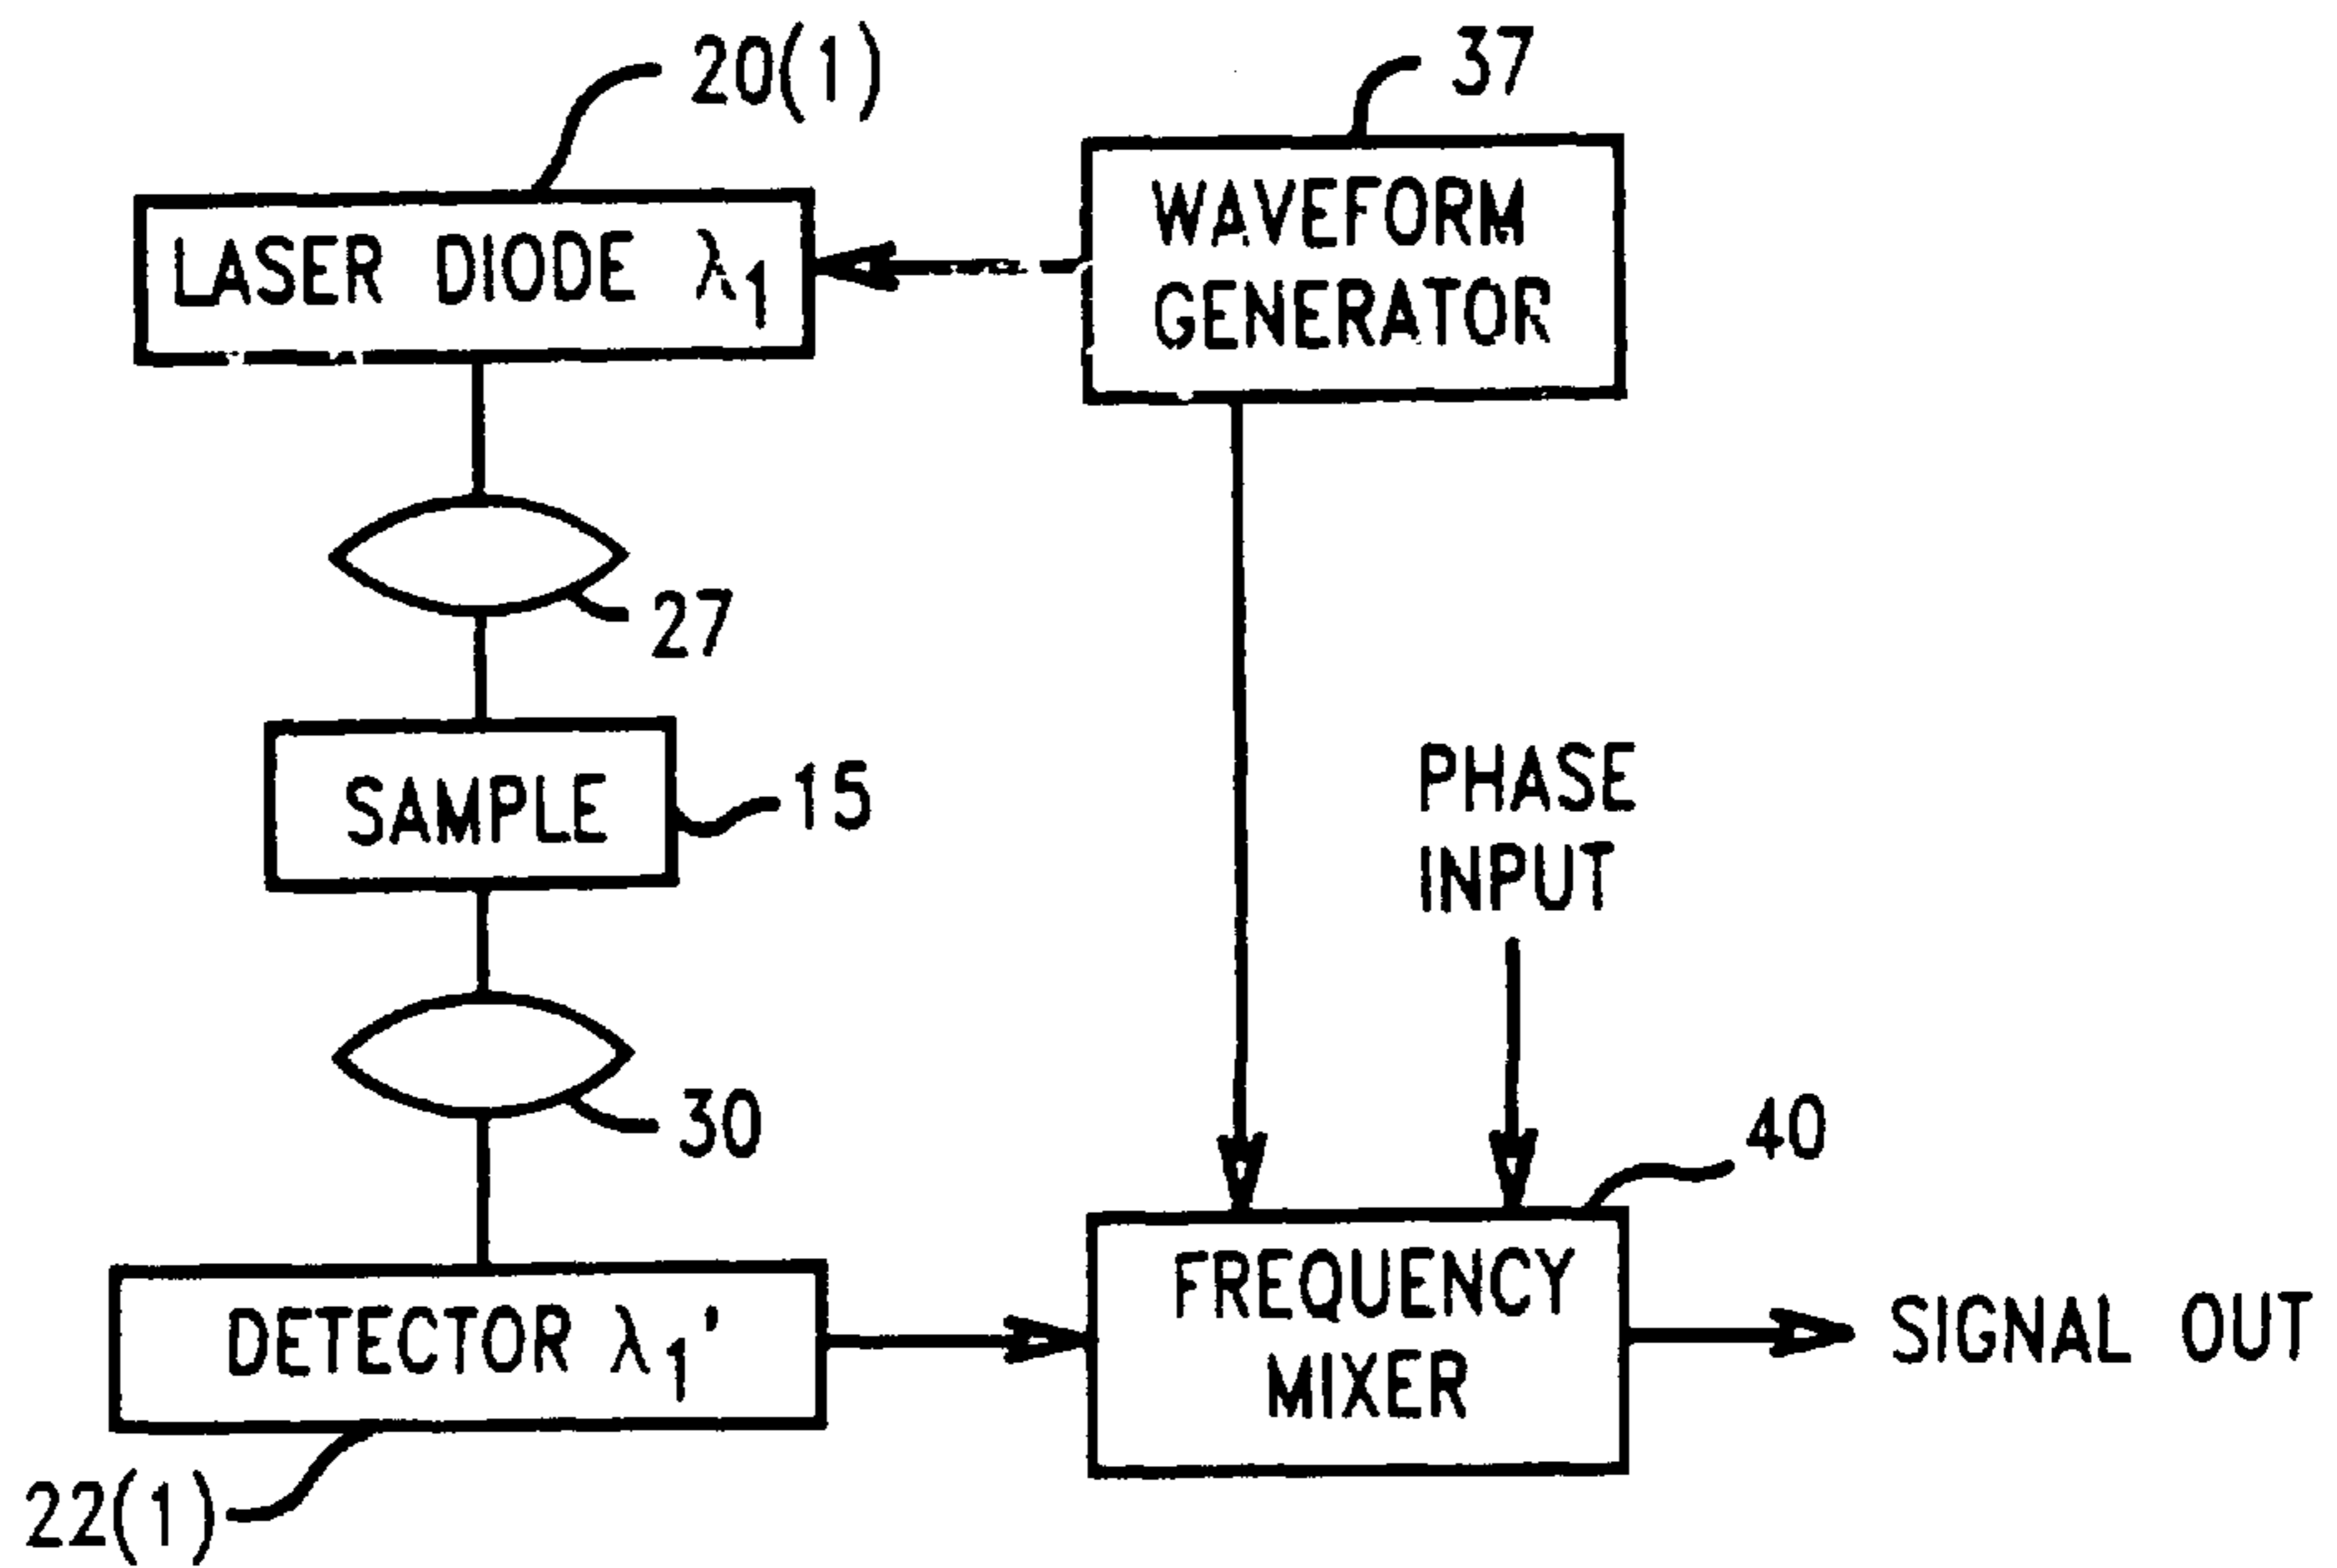 20(1)
37
LASER DIODE λ1
WAVEFORM
GENERATOR
27
SAMPLE
15
PHASE
INPUT
30
40
DETECTOR λ1'
FREQUENCY
MIXER
SIGNAL OUT
22(1)